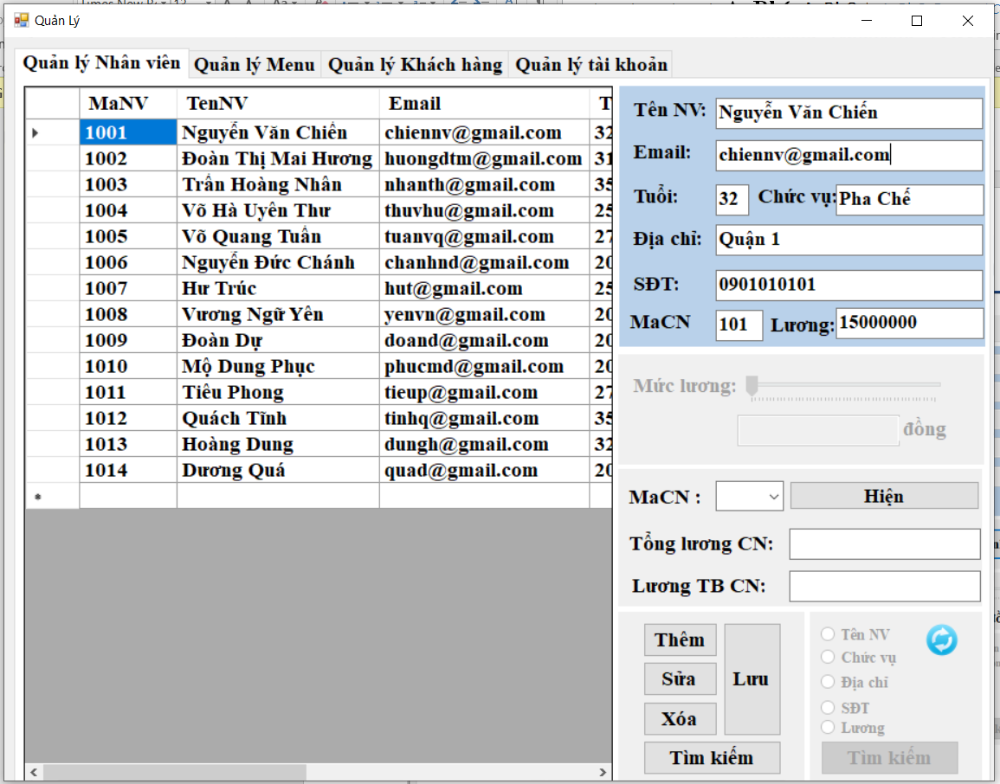 Quản Lý
Quản lý Nhân viên Quản lý Menu Quản lý Khách hàng Quản lý tài khoản
MaNV TenNV Email T
1001 Nguyễn Văn Chiến chiennv@gmail.com 32
1002 Đoàn Thị Mai Hương huongdtm@gmail.com 31
1003 Trần Hoàng Nhân nhanth@gmail.com 35
1004 Võ Hà Uyên Thư thuvhu@gmail.com 25
1005 Võ Quang Tuấn tuanvq@gmail.com 27
1006 Nguyễn Đức Chánh chanhnd@gmail.com 20
1007 Hư Trúc hut@gmail.com 25
1008 Vương Ngữ Yên yenvn@gmail.com 20
1009 Đoàn Dự doand@gmail.com 20
1010 Mộ Dung Phục phucmd@gmail.com 20
1011 Tiêu Phong tieup@gmail.com 27
1012 Quách Tĩnh tinhq@gmail.com 35
1013 Hoàng Dung dungh@gmail.com 32
1014 Dương Quá quad@gmail.com 20
Tên NV: Nguyễn Văn Chiến
Email: chiennv@gmail.com
Tuổi: 32 Chức vụ: Pha Chế
Địa chỉ: Quận 1
SĐT: 0901010101
MaCN 101 Lương: 15000000
Mức lương:
đồng
MaCN : Hiện
Tổng lương CN:
Lương TB CN:
Thêm
Sửa
Xóa
Lưu
Tìm kiếm
Tên NV
Chức vụ
Địa chỉ
SĐT
Lương
Tìm kiếm